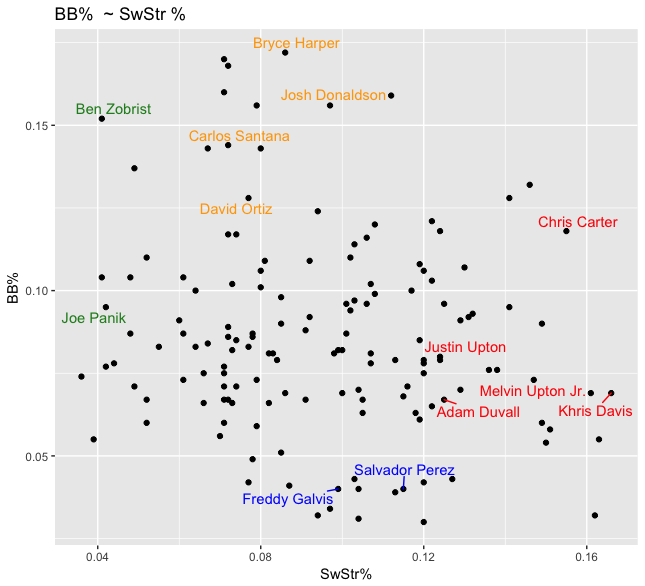 BB%  ~ SwStr %
Bryce Harper
Josh Donaldson
Ben Zobrist
Carlos Santana
David Ortiz
Chris Carter
Joe Panik
Justin Upton
Melvin Upton Jr.
Adam Duvall
Khris Davis
Salvador Perez
Freddy Galvis
BB%
0.15
0.10
0.05
0.04
0.08
0.12
0.16
SwStr%